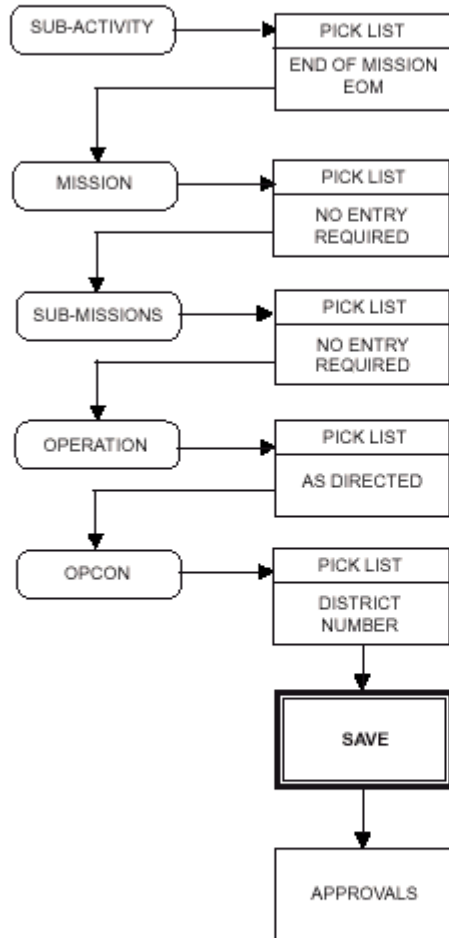 SUB-ACTIVITY
PICK LIST
END OF MISSION
EOM
MISSION
PICK LIST
NO ENTRY
REQUIRED
SUB-MISSIONS
PICK LIST
NO ENTRY
REQUIRED
OPERATION
PICK LIST
AS DIRECTED
OPCON
PICK LIST
DISTRICT
NUMBER
SAVE
APPROVALS